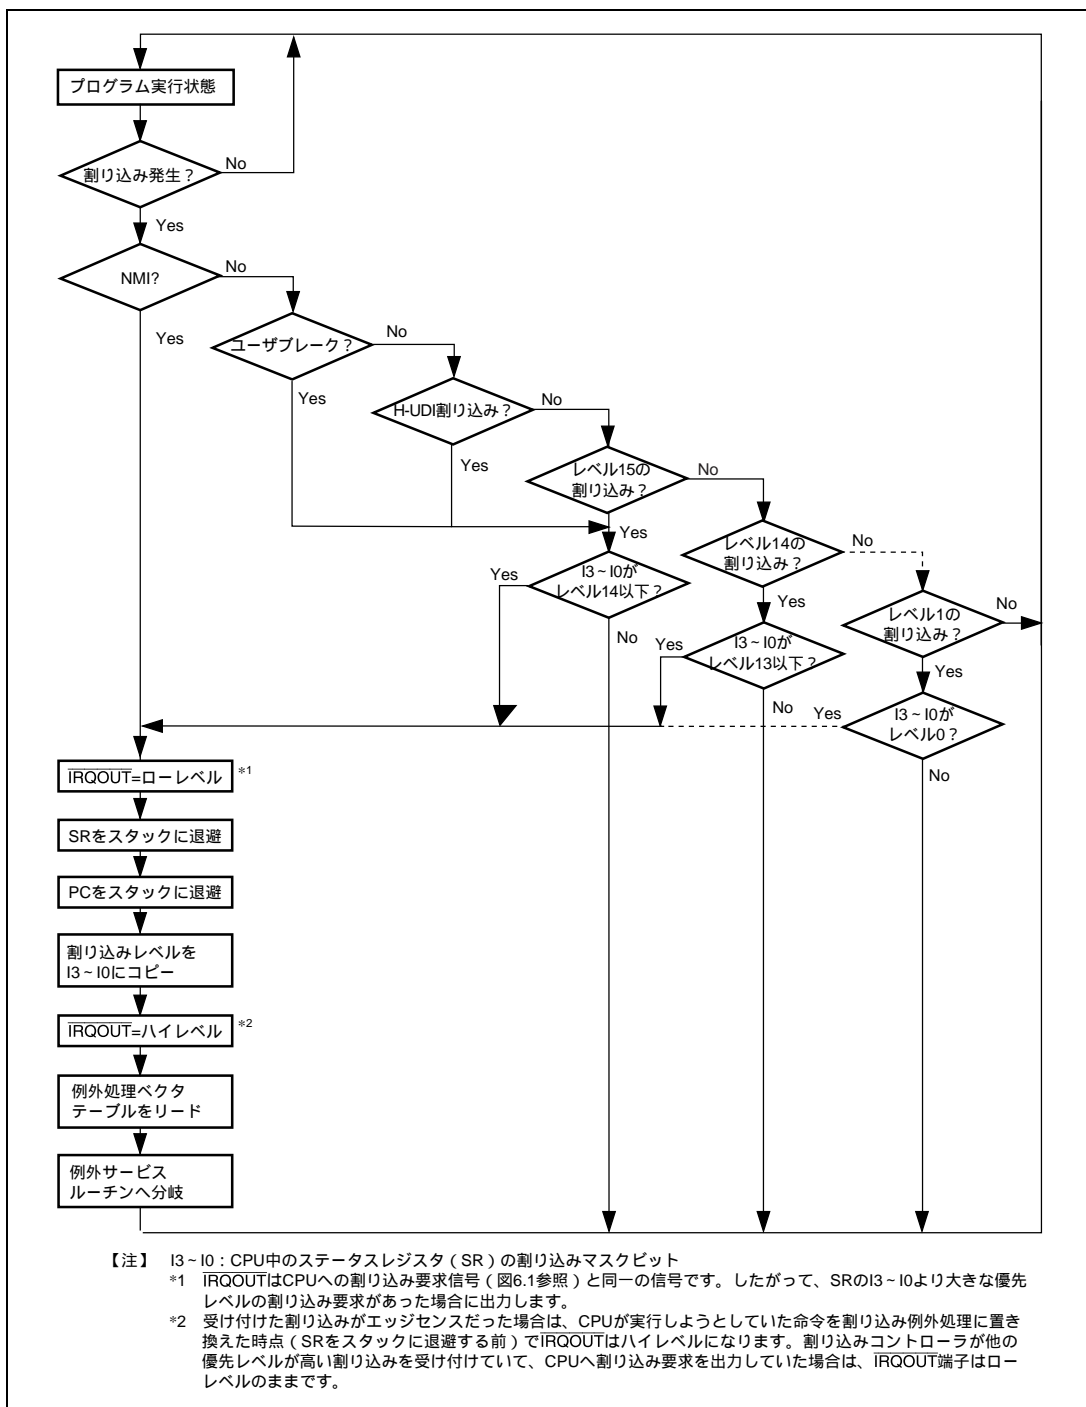 プログラム実行状態
割り込み発生？
No
Yes
NMI?
No
Yes
ユーザブレーク？
No
Yes
H-UDI割り込み？
No
Yes
レベル15の
割り込み？
No
Yes
レベル14の
割り込み？
No
Yes
I3～I0が
レベル14以下？
Yes
No
レベル1の
割り込み？
No
Yes
I3～I0が
レベル13以下？
Yes
No
I3～I0が
レベル0？
Yes
No
IRQOUT=ローレベル *1
SRをスタックに退避
PCをスタックに退避
割り込みレベルを
I3～I0にコピー
IRQOUT=ハイレベル *2
例外処理ベクタ
テーブルをリード
例外サービス
ルーチンへ分岐
【注】 I3～I0：CPU中のステータスレジスタ（SR）の割り込みマスクビット
*1 IRQOUTはCPUへの割り込み要求信号（図6.1参照）と同一の信号です。したがって、SRのI3～I0より大きな優先
レベルの割り込み要求があった場合に出力します。
*2 受け付けた割り込みがエッジセンスだった場合は、CPUが実行しようとしていた命令を割り込み例外処理に置き
換えた時点（SRをスタックに退避する前）でIRQOUTはハイレベルになります。割り込みコントローラが他の
優先レベルが高い割り込みを受け付けていて、CPUへ割り込み要求を出力していた場合は、IRQOUT端子はロー
レベルのままです。